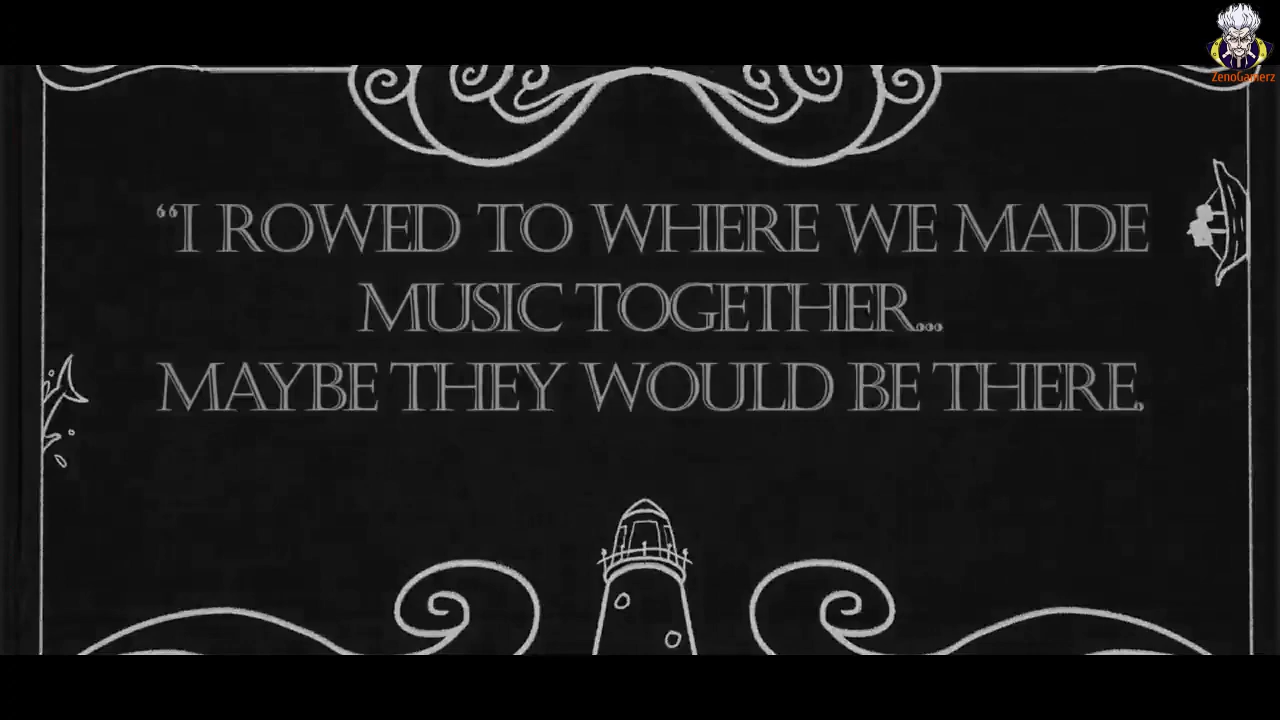 ZenoGamerz
“I ROWED TO WHERE WE MADE
MUSIC TOGETHER...
MAYBE THEY WOULD BE THERE.